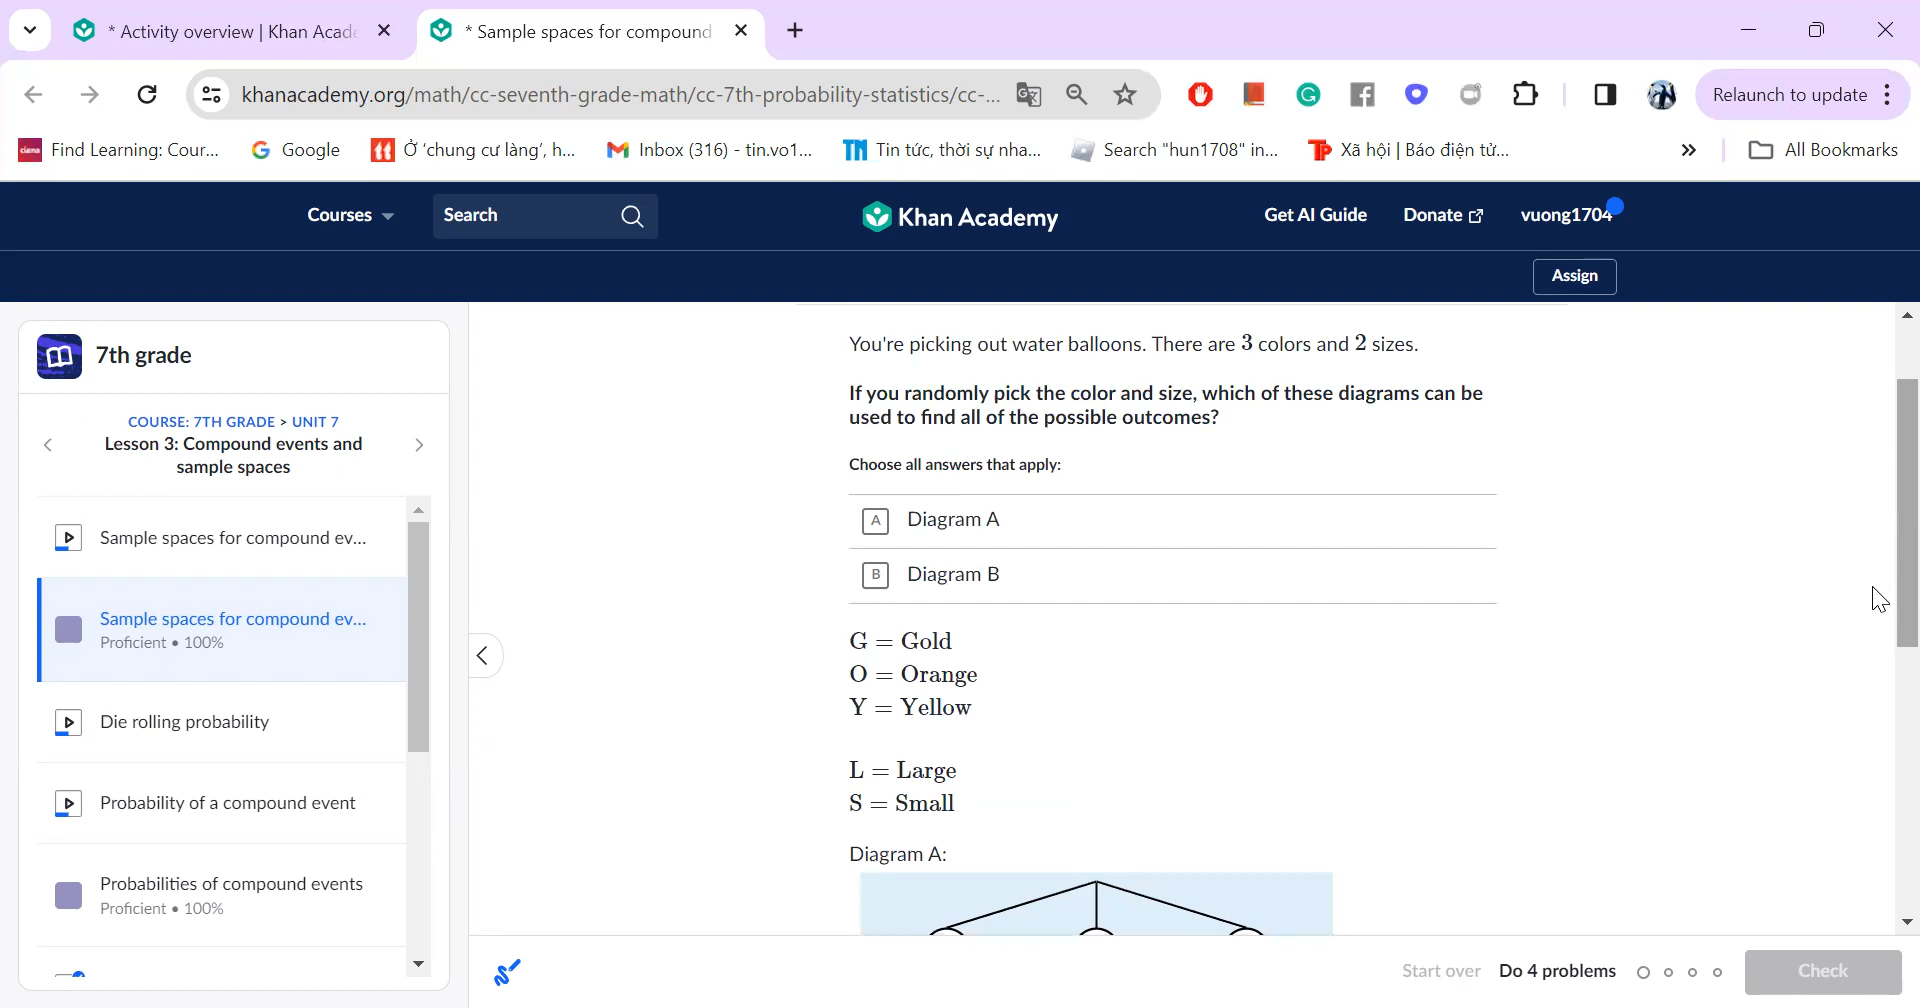 * Activity overview | Khan Acade
* Sample spaces for compound
khanacademy.org/math/cc-seventh-grade-math/cc-7th-probability-statistics/cc-...
Relaunch to update
Find Learning: Cour...
Google
Ở 'chung cư làng', h...
Inbox (316) - tin.vo1...
Tin tức, thời sự nha...
Search "hun1708" in...
Xã hội | Báo điện tử...
All Bookmarks
Courses
Search
Khan Academy
Get AI Guide
Donate
vuong1704
Assign
7th grade
COURSE: 7TH GRADE > UNIT 7
Lesson 3: Compound events and
sample spaces
Sample spaces for compound ev...
Sample spaces for compound ev...
Proficient • 100%
Die rolling probability
Probability of a compound event
Probabilities of compound events
Proficient • 100%
You're picking out water balloons. There are 3 colors and 2 sizes.
If you randomly pick the color and size, which of these diagrams can be
used to find all of the possible outcomes?
Choose all answers that apply:
A Diagram A
B Diagram B
G = Gold
O = Orange
Y = Yellow
L = Large
S = Small
Diagram A:
Start over
Do 4 problems
Check